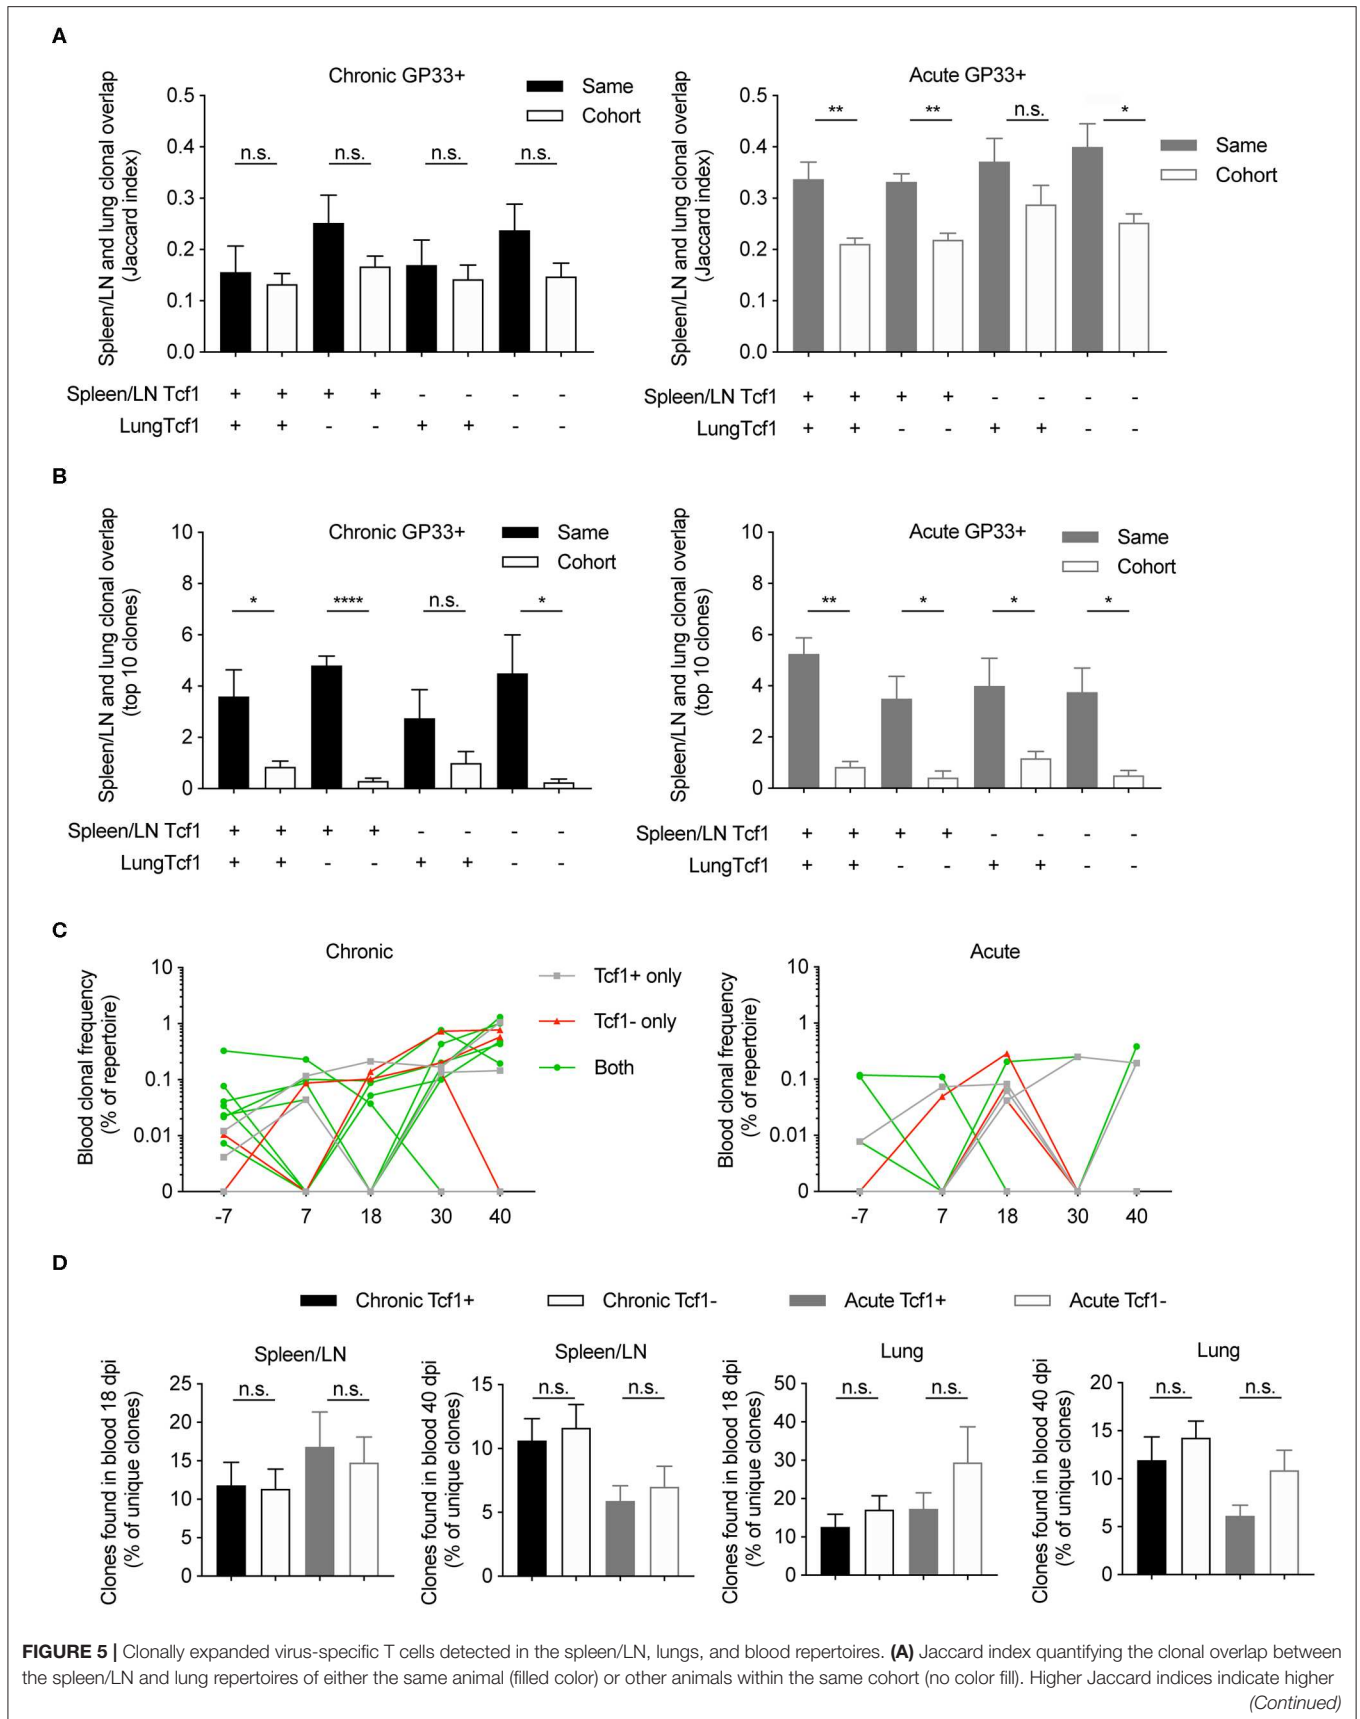 A
Chronic GP33+
Same
Cohort
Spleen/LN and lung clonal overlap
(Jaccard index)
0.5
0.4
0.3
0.2
0.1
0.0
n.s.
n.s.
n.s.
n.s.
Spleen/LN Tcf1 + + + + - - - -
LungTcf1 + + - - + + - -
Acute GP33+
Same
Cohort
Spleen/LN and lung clonal overlap
(Jaccard index)
0.5
0.4
0.3
0.2
0.1
0.0
**
**
n.s.
*
Spleen/LN Tcf1 + + + + - - - -
LungTcf1 + + - - + + - -
B
Chronic GP33+
Same
Cohort
Spleen/LN and lung clonal overlap
(top 10 clones)
10
8
6
4
2
0
*
****
n.s.
*
Spleen/LN Tcf1 + + + + - - - -
LungTcf1 + + - - + + - -
Acute GP33+
Same
Cohort
Spleen/LN and lung clonal overlap
(top 10 clones)
10
8
6
4
2
0
**
*
*
*
Spleen/LN Tcf1 + + + + - - - -
LungTcf1 + + - - + + - -
C
Chronic
Blood clonal frequency
(% of repertoire)
10
1
0.1
0.01
0
-7 7 18 30 40
Tcf1+ only
Tcf1- only
Both
Acute
Blood clonal frequency
(% of repertoire)
10
1
0.1
0.01
0
-7 7 18 30 40
D
Chronic Tcf1+ Chronic Tcf1- Acute Tcf1+ Acute Tcf1-
Spleen/LN
Clones found in blood 18 dpi
(% of unique clones)
25
20
15
10
5
0
n.s.
n.s.
Spleen/LN
Clones found in blood 40 dpi
(% of unique clones)
15
10
5
0
n.s.
n.s.
Lung
Clones found in blood 18 dpi
(% of unique clones)
50
40
30
20
10
0
n.s.
n.s.
Lung
Clones found in blood 40 dpi
(% of unique clones)
20
15
10
5
0
n.s.
n.s.
FIGURE 5 | Clonally expanded virus-specific T cells detected in the spleen/LN, lungs, and blood repertoires. (A) Jaccard index quantifying the clonal overlap between
the spleen/LN and lung repertoires of either the same animal (filled color) or other animals within the same cohort (no color fill). Higher Jaccard indices indicate higher
(Continued)